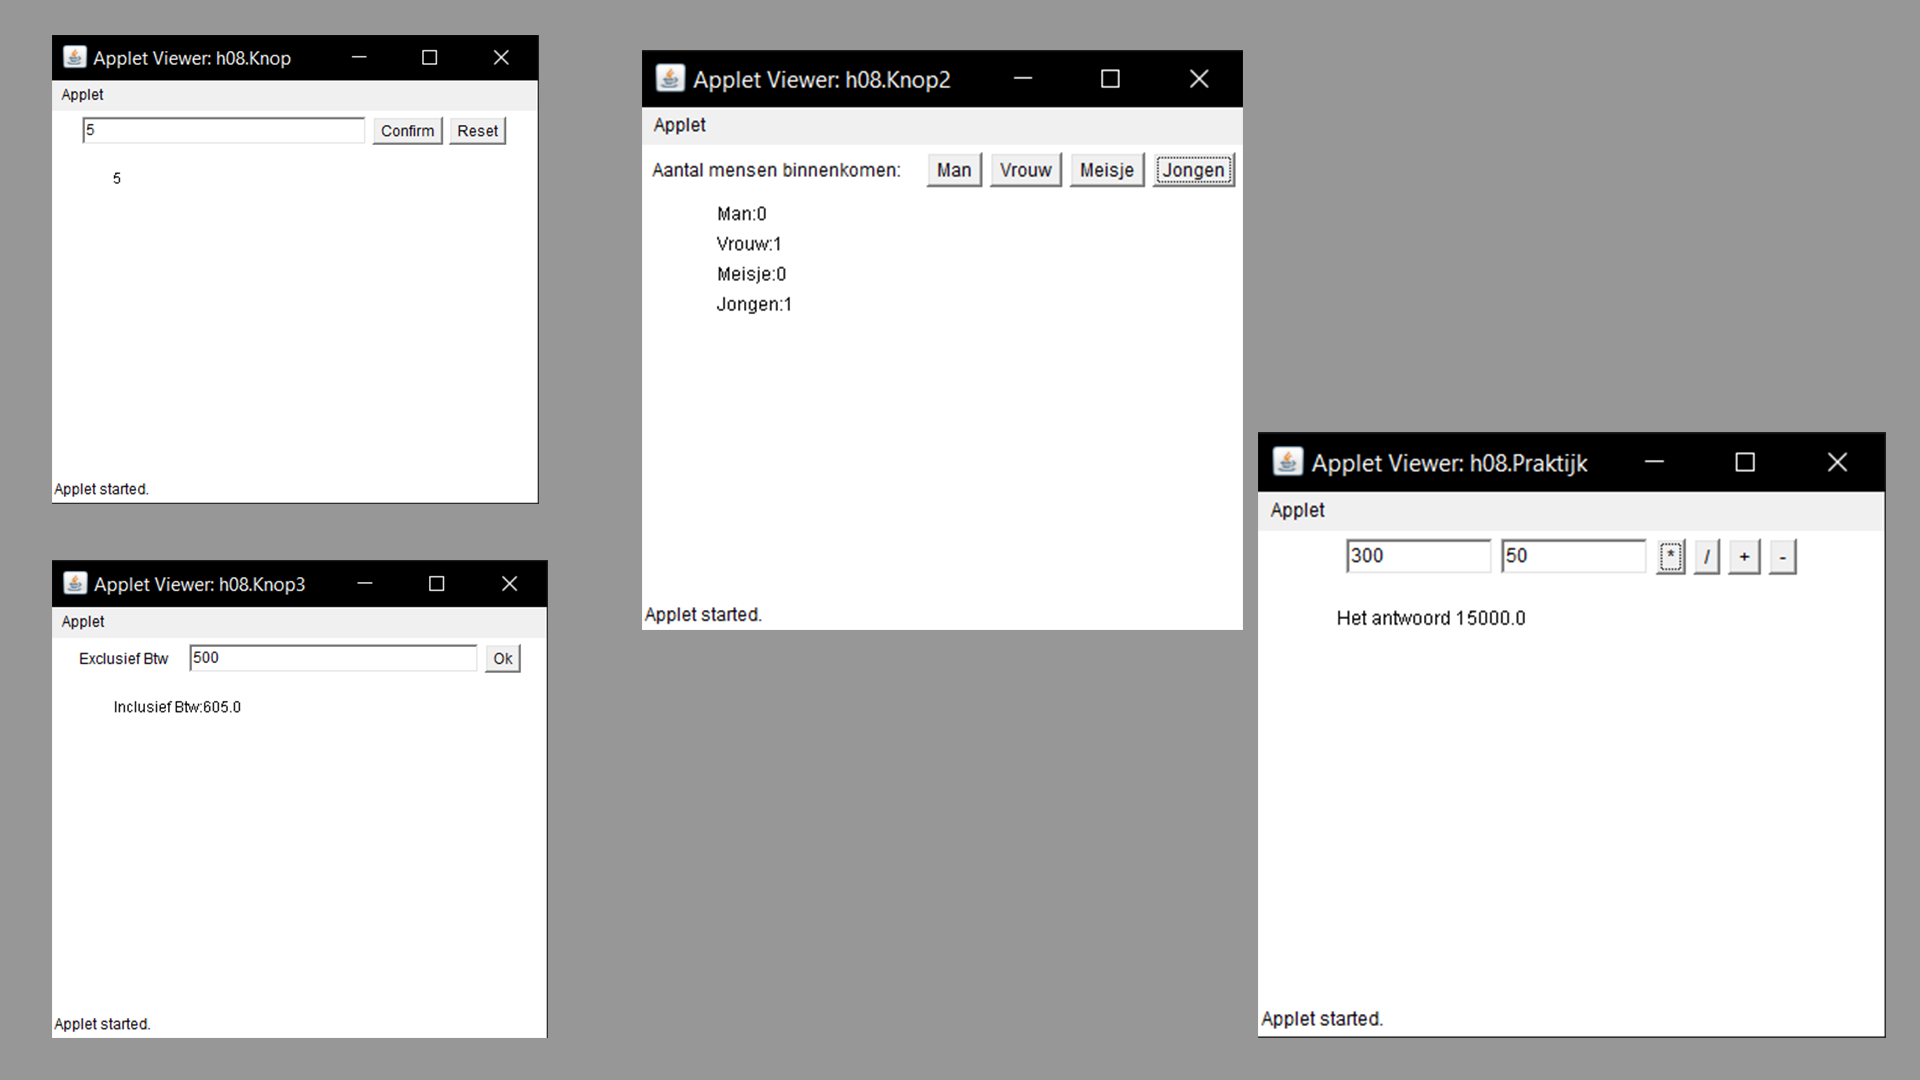 Applet Viewer: h08.Knop
Applet
5 Confirm Reset
5
Applet started.
Applet Viewer: h08.Knop2
Applet
Aantal mensen binnenkomen: Man Vrouw Meisje Jongen
Man:0
Vrouw:1
Meisje:0
Jongen:1
Applet started.
Applet Viewer: h08.Knop3
Applet
Exclusief Btw 500 Ok
Inclusief Btw:605.0
Applet started.
Applet Viewer: h08.Praktijk
Applet
300 50 * / + -
Het antwoord 15000.0
Applet started.